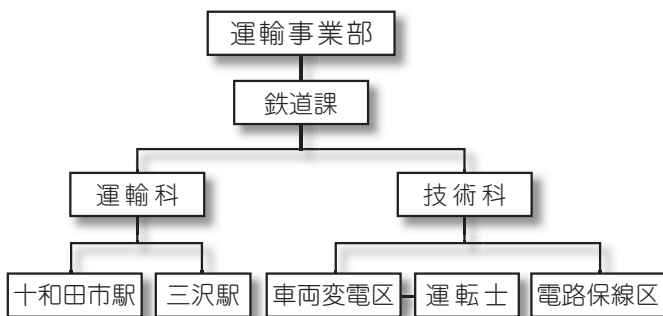 運輸事業部
鉄道課
運輸科
技術科
十和田市駅
三沢駅
車両変電区
運転士
電路保線区